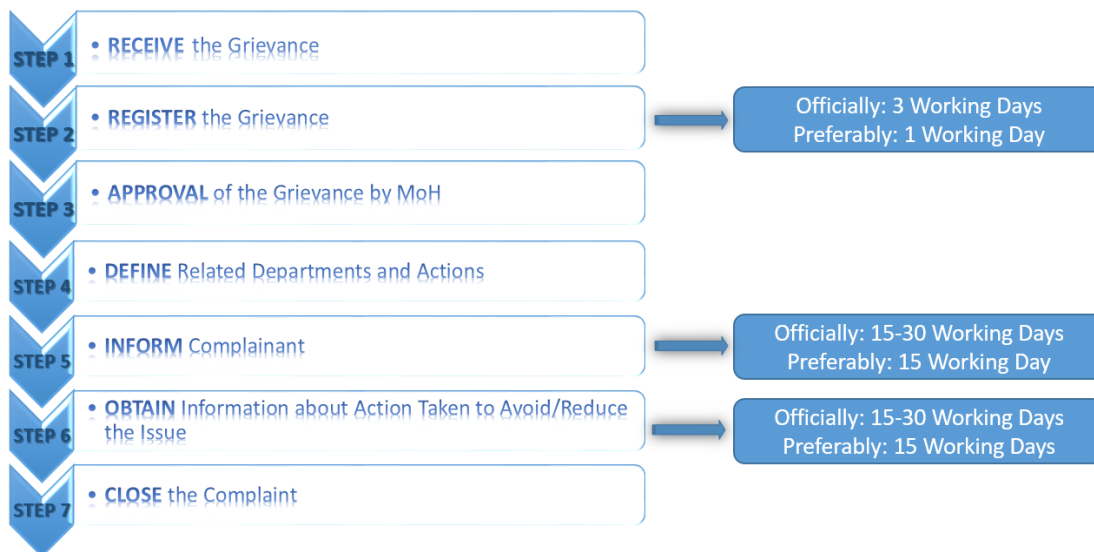 STEP 1
• RECEIVE the Grievance
STEP 2
• REGISTER the Grievance
Officially: 3 Working Days
Preferably: 1 Working Day
STEP 3
• APPROVAL of the Grievance by MoH
STEP 4
• DEFINE Related Departments and Actions
STEP 5
• INFORM Complainant
Officially: 15-30 Working Days
Preferably: 15 Working Day
STEP 6
• OBTAIN Information about Action Taken to Avoid/Reduce
the Issue
Officially: 15-30 Working Days
Preferably: 15 Working Days
STEP 7
• CLOSE the Complaint